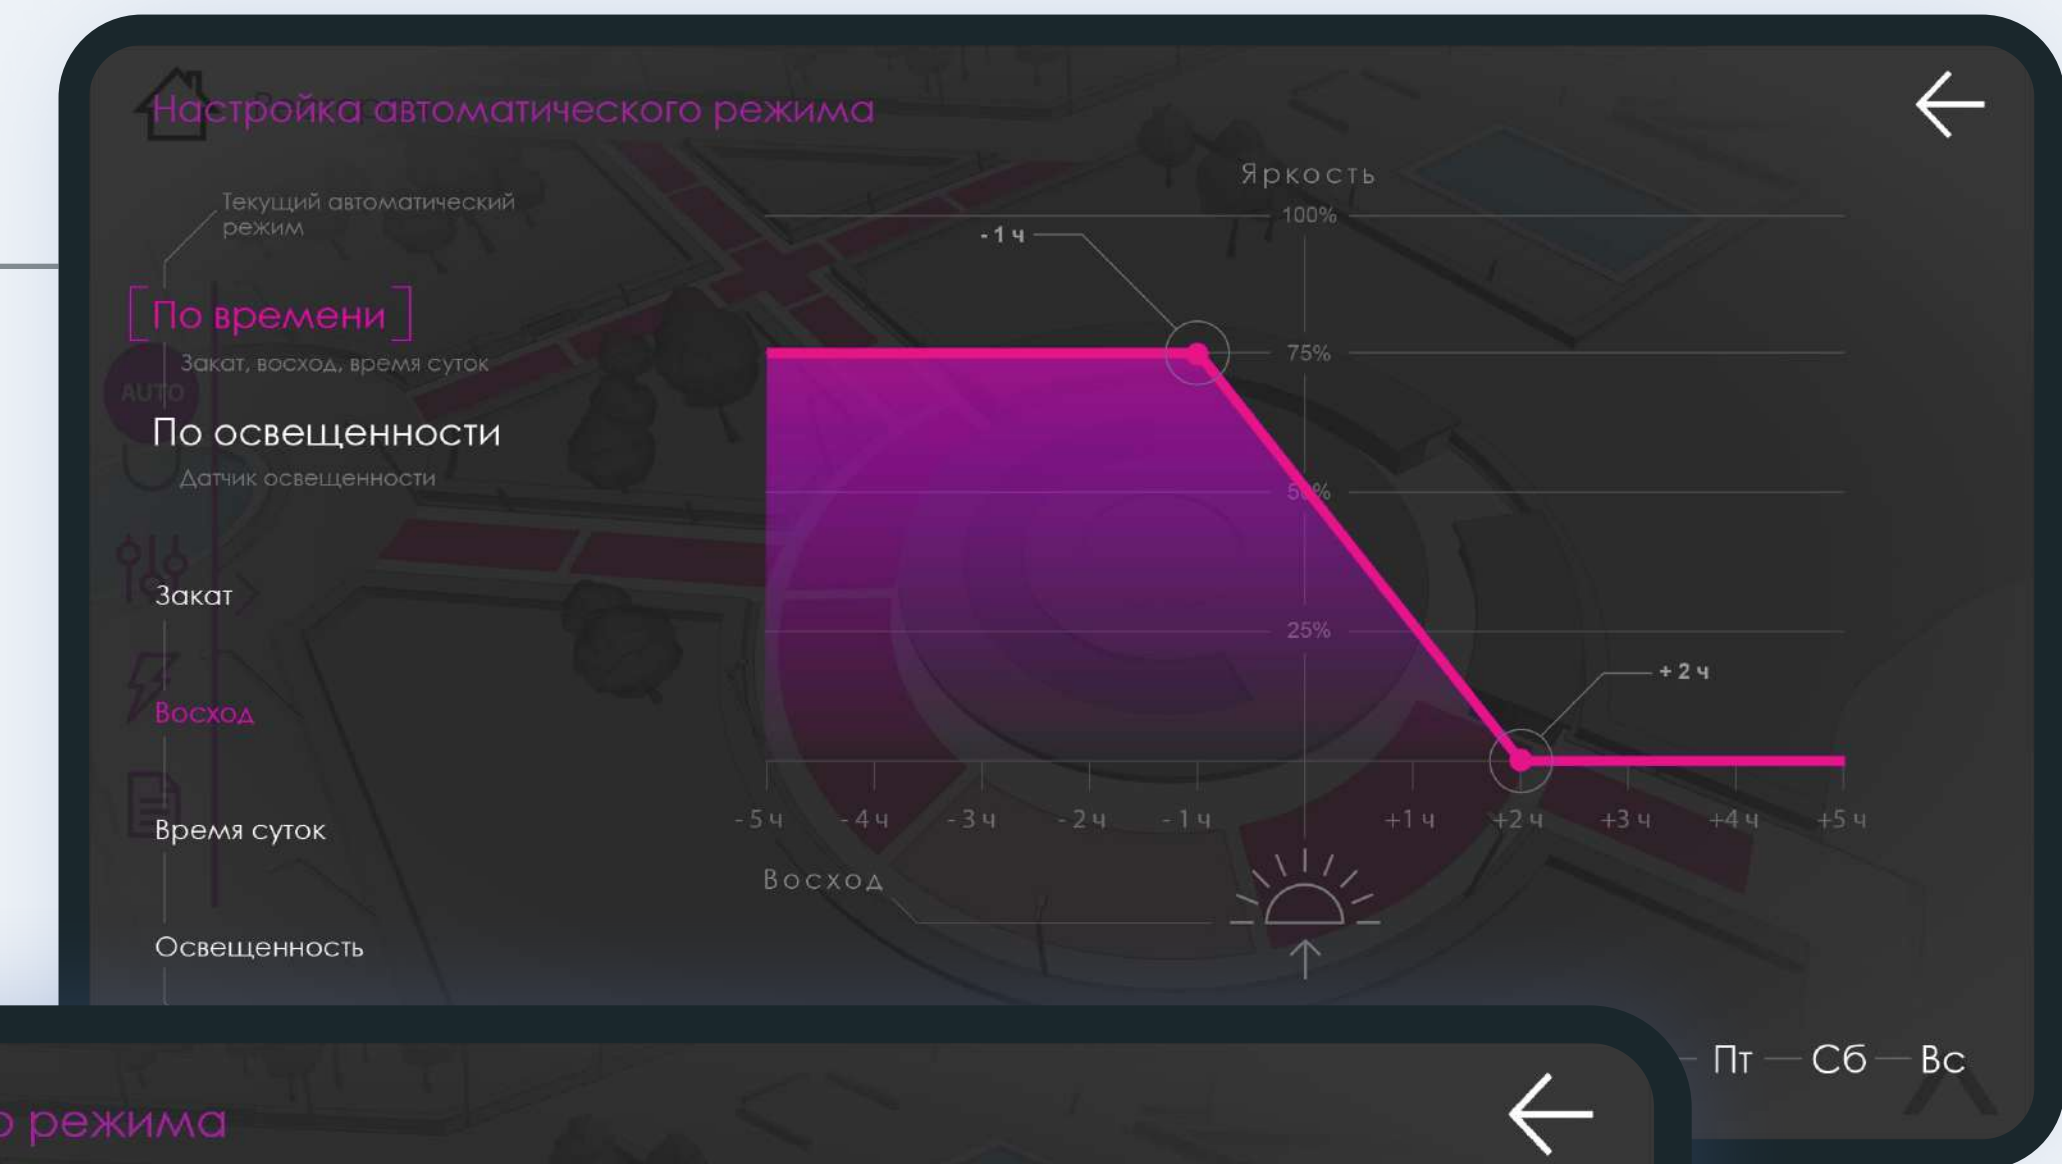 Настройка автоматического режима
Текущий автоматический
режим
По времени
Закат, восход, время суток
AUTO
По освещенности
Датчик освещенности
Закат
Восход
Время суток
Освещенность
Яркость
100%
- 1 ч
75%
50%
25%
+ 2 ч
- 5 ч - 4 ч - 3 ч - 2 ч - 1 ч +1 ч +2 ч +3 ч +4 ч +5 ч
Восход
Пт — Сб — Вс
о режима